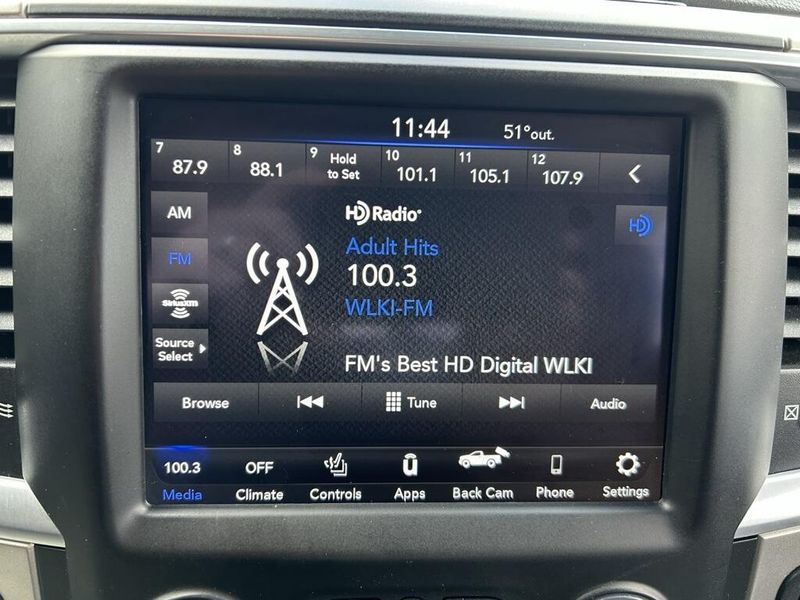 11:44
51°out.
7 87.9
8 88.1
9 Hold
to Set
10 101.1
11 105.1
12 107.9
AM
FM
SiriusXM
Source
Select
HD Radio®
Adult Hits
100.3
WLKI-FM
FM's Best HD Digital WLKI
HD
Browse
Tune
Audio
100.3
Media
OFF
Climate
Controls
Apps
Back Cam
Phone
Settings